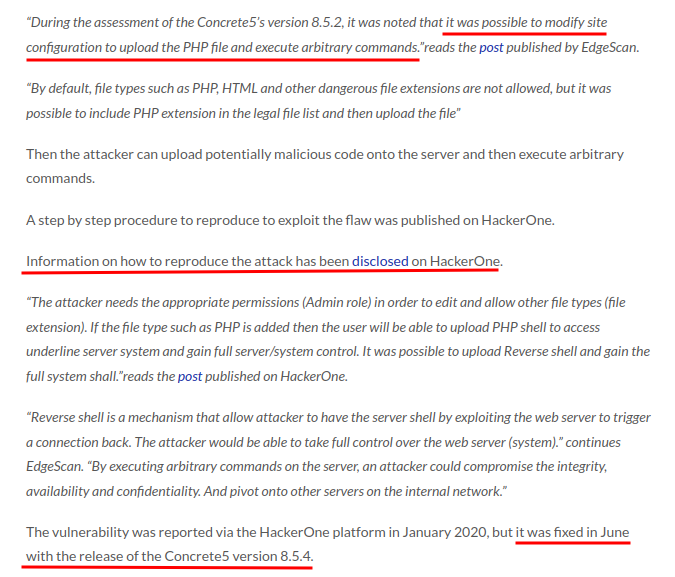 “During the assessment of the Concrete5’s version 8.5.2, it was noted that it was possible to modify site
configuration to upload the PHP file and execute arbitrary commands.”reads the post published by EdgeScan.
“By default, file types such as PHP, HTML and other dangerous file extensions are not allowed, but it was
possible to include PHP extension in the legal file list and then upload the file”
Then the attacker can upload potentially malicious code onto the server and then execute arbitrary
commands.
A step by step procedure to reproduce to exploit the flaw was published on HackerOne.
Information on how to reproduce the attack has been disclosed on HackerOne.
“The attacker needs the appropriate permissions (Admin role) in order to edit and allow other file types (file
extension). If the file type such as PHP is added then the user will be able to upload PHP shell to access
underline server system and gain full server/system control. It was possible to upload Reverse shell and gain the
full system shall.”reads the post published on HackerOne.
“Reverse shell is a mechanism that allow attacker to have the server shell by exploiting the web server to trigger
a connection back. The attacker would be able to take full control over the web server (system).” continues
EdgeScan. “By executing arbitrary commands on the server, an attacker could compromise the integrity,
availability and confidentiality. And pivot onto other servers on the internal network.”
The vulnerability was reported via the HackerOne platform in January 2020, but it was fixed in June
with the release of the Concrete5 version 8.5.4.